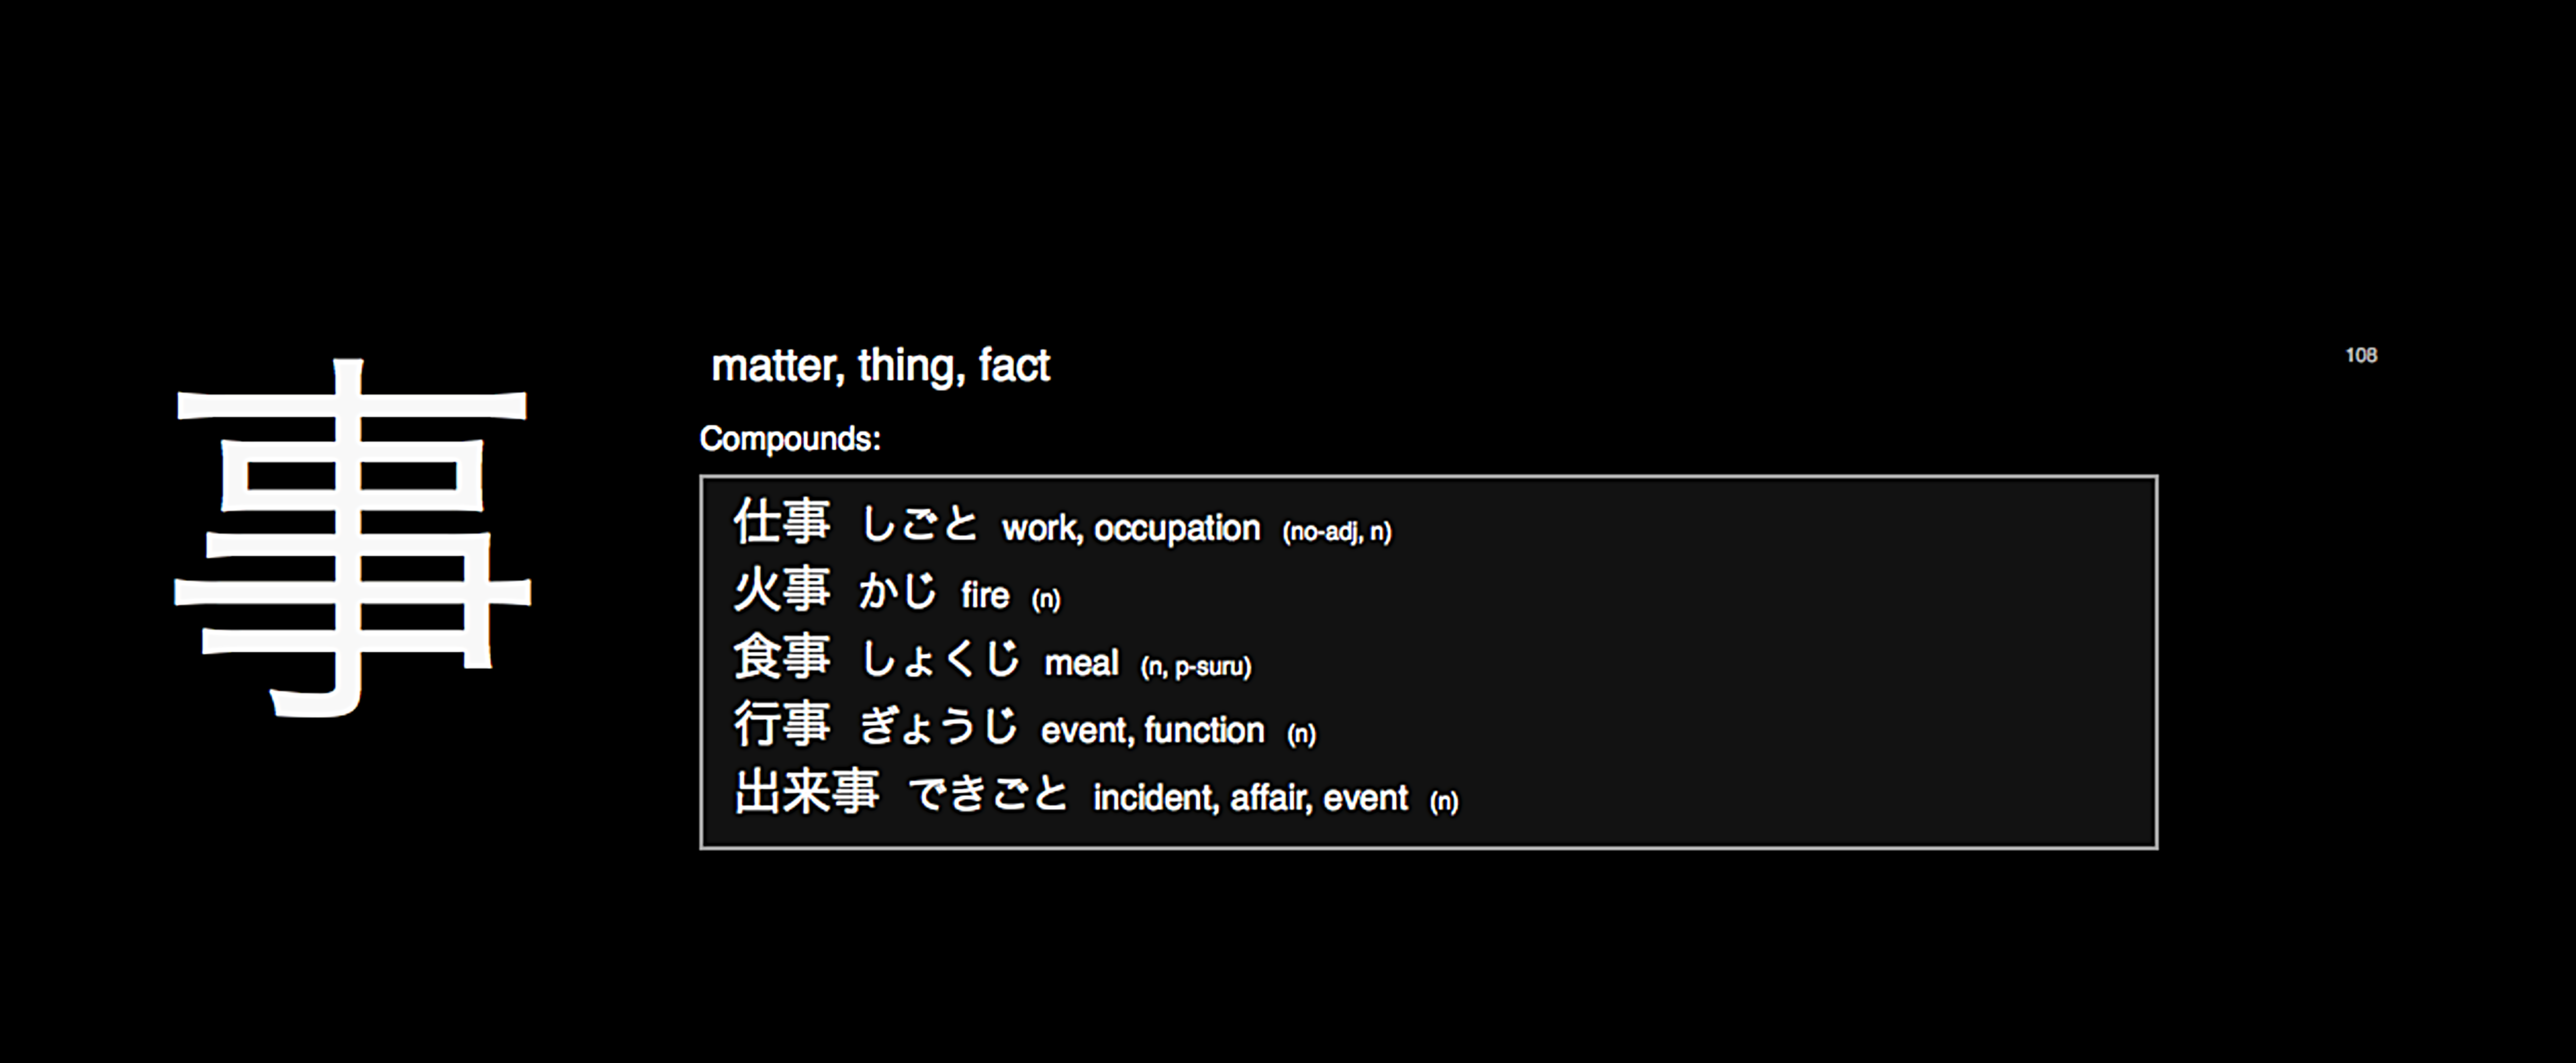 事
matter, thing, fact
108
Compounds:
仕事 しごと work, occupation (no-adj, n)
火事 かじ fire (n)
食事 しょくじ meal (n, p-suru)
行事 ぎょうじ event, function (n)
出来事 できごと incident, affair, event (n)